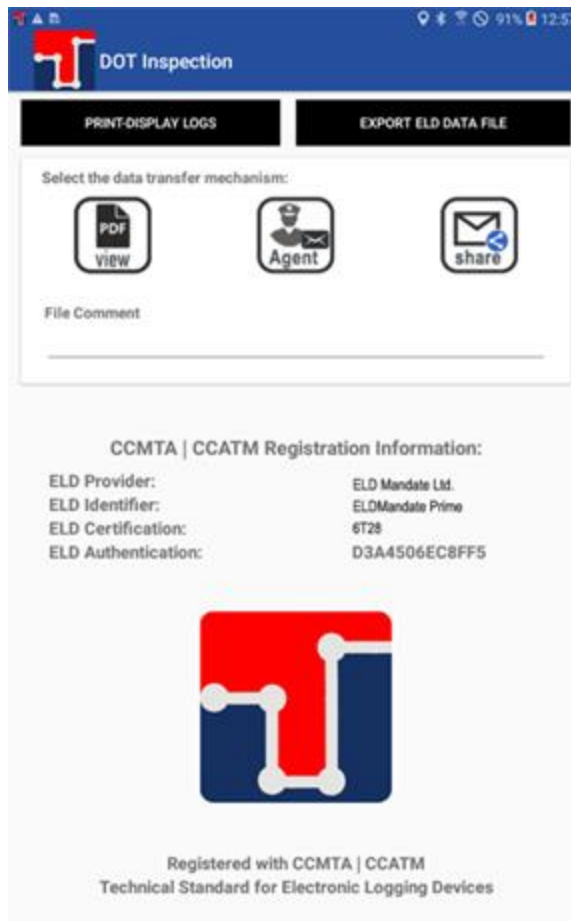 91% 12:57
DOT Inspection
PRINT-DISPLAY LOGS EXPORT ELD DATA FILE
Select the data transfer mechanism:
PDF
view Agent share
File Comment
CCMTA | CCATM Registration Information:
ELD Provider: ELD Mandate Ltd.
ELD Identifier: ELDMandate Prime
ELD Certification: 6T28
ELD Authentication: D3A4506EC8FF5
Registered with CCMTA | CCATM
Technical Standard for Electronic Logging Devices